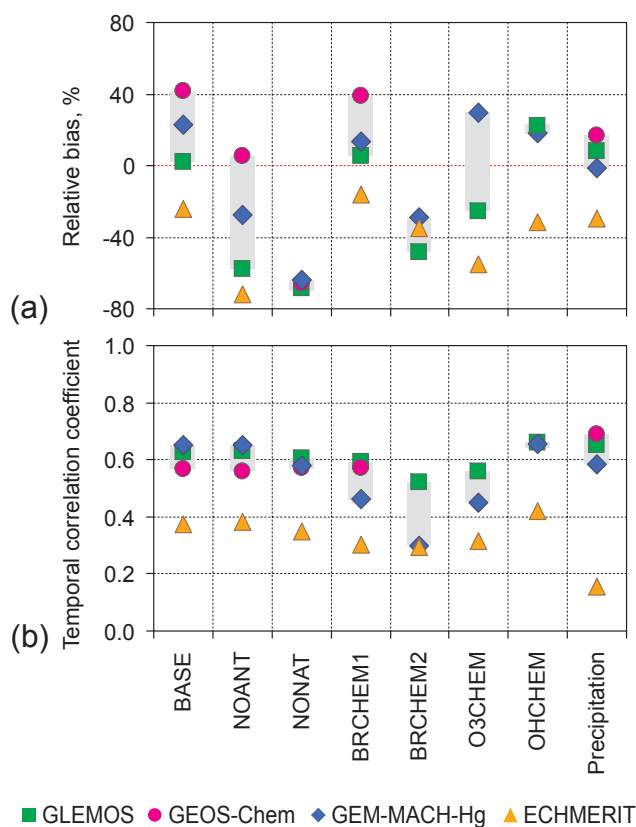 80
40
0
-40
-80
Relative bias, %
(a)
1.0
0.8
0.6
0.4
0.2
0.0
Temporal correlation coefficient
(b)
BASE
NOANT
NONAT
BRCHEM1
BRCHEM2
O3CHEM
OHCHEM
Precipitation
GLEMOS GEOS-Chem GEM-MACH-Hg ECHMERIT